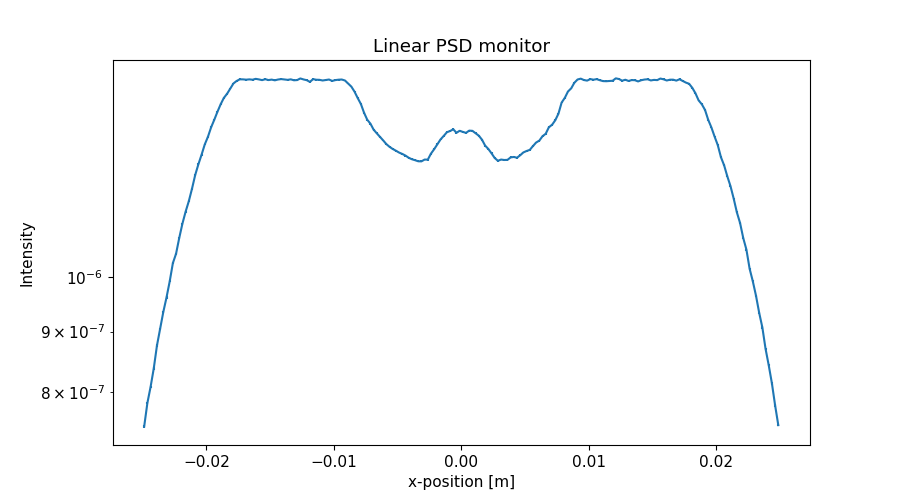 Linear PSD monitor
Intensity
10⁻⁶
9 × 10⁻⁷
8 × 10⁻⁷
−0.02 −0.01 0.00 0.01 0.02
x-position [m]